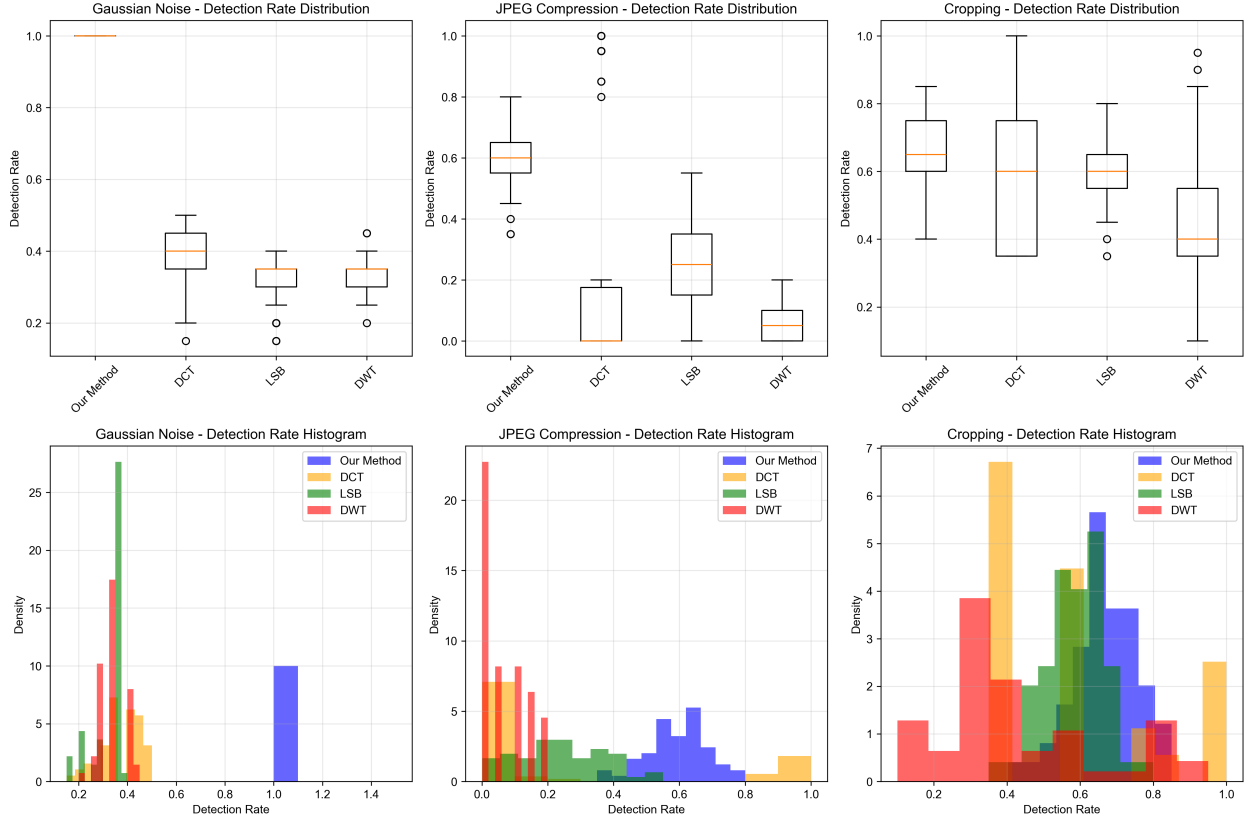 Gaussian Noise - Detection Rate Distribution
1.0
0.8
0.6
0.4
0.2
Detection Rate
Our Method
DCT
LSB
DWT
JPEG Compression - Detection Rate Distribution
1.0
0.8
0.6
0.4
0.2
0.0
Detection Rate
Our Method
DCT
LSB
DWT
Cropping - Detection Rate Distribution
1.0
0.8
0.6
0.4
0.2
Detection Rate
Our Method
DCT
LSB
DWT
Gaussian Noise - Detection Rate Histogram
25
20
15
10
5
0
Density
Our Method
DCT
LSB
DWT
0.2 0.4 0.6 0.8 1.0 1.2 1.4
Detection Rate
JPEG Compression - Detection Rate Histogram
20
15
10
5
0
Density
Our Method
DCT
LSB
DWT
0.0 0.2 0.4 0.6 0.8 1.0
Detection Rate
Cropping - Detection Rate Histogram
7
6
5
4
3
2
1
0
Density
Our Method
DCT
LSB
DWT
0.2 0.4 0.6 0.8 1.0
Detection Rate